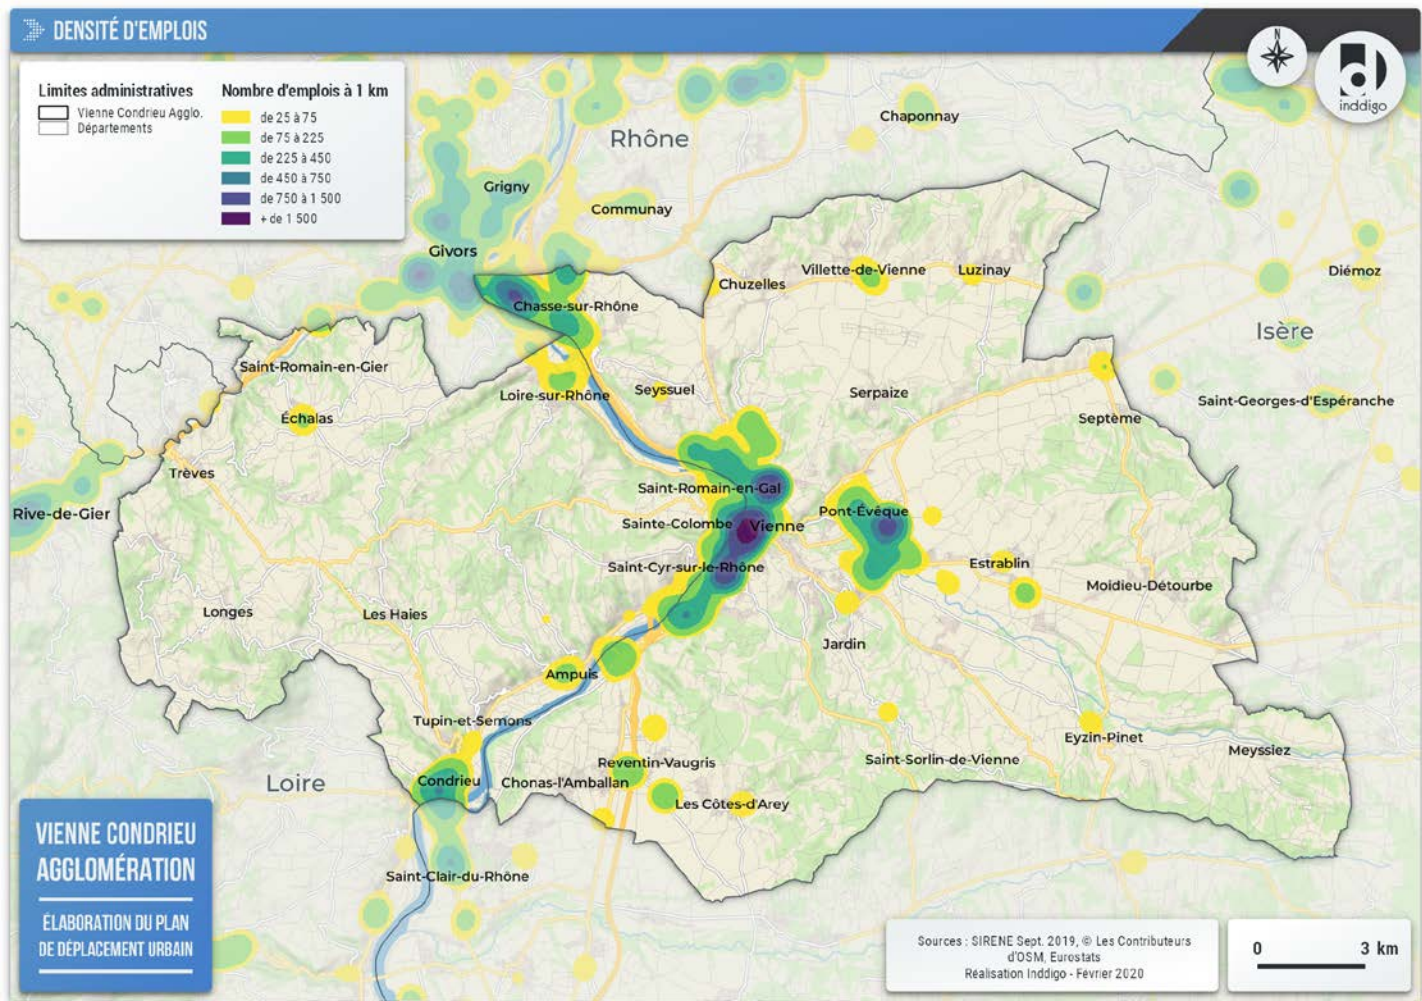 DENSITÉ D'EMPLOIS
N
inddigo
Limites administratives
Vienne Condrieu Agglo.
Départements
Nombre d'emplois à 1 km
de 25 à 75
de 75 à 225
de 225 à 450
de 450 à 750
de 750 à 1 500
+ de 1 500
Rhône
Chaponnay
Grigny
Communay
Givors
Villette-de-Vienne
Luzinay
Diémoz
Chuzelles
Chasse-sur-Rhône
Isère
Saint-Romain-en-Gier
Loire-sur-Rhône
Seyssuel
Serpaize
Saint-Georges-d'Espéranche
Échalas
Septème
Trèves
Saint-Romain-en-Gal
Rive-de-Gier
Sainte-Colombe
Vienne
Pont-Évêque
Saint-Cyr-sur-le-Rhône
Estrablin
Moidieu-Détourbe
Longes
Les Haies
Jardin
Ampuis
Tupin-et-Semons
Eyzin-Pinet
Meyssiez
Saint-Sorlin-de-Vienne
Reventin-Vaugris
Loire
Condrieu
Chonas-l'Amballan
Les Côtes-d'Arey
Saint-Clair-du-Rhône
VIENNE CONDRIEU
AGGLOMÉRATION
ÉLABORATION DU PLAN
DE DÉPLACEMENT URBAIN
Sources : SIRENE Sept. 2019, © Les Contributeurs
d'OSM, Eurostats
Réalisation Inddigo - Février 2020
0 3 km